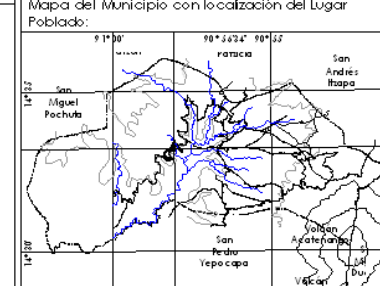 Mapa del Municipio con localización del Lugar
Poblado:
91°00' 90°56'34" 90°55
San
Andrés
Itzapa
14°35
San
Miguel
Pochuta
Volcán
Acatenango
San
Pedro
Yepocapa
14°30'
Volcán